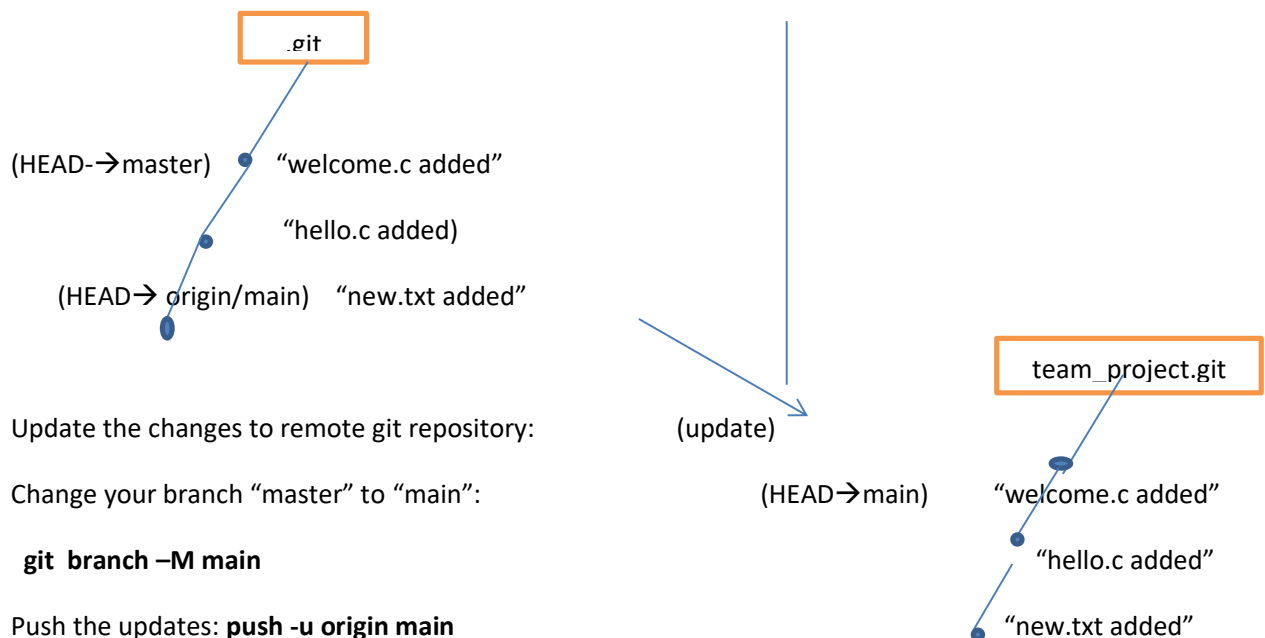 .git
(HEAD-→master) “welcome.c added”
“hello.c added)
(HEAD→ origin/main) “new.txt added”
team_project.git
Update the changes to remote git repository: (update)
Change your branch “master” to “main”: (HEAD→main) “welcome.c added”
git branch –M main “hello.c added”
Push the updates: push -u origin main “new.txt added”